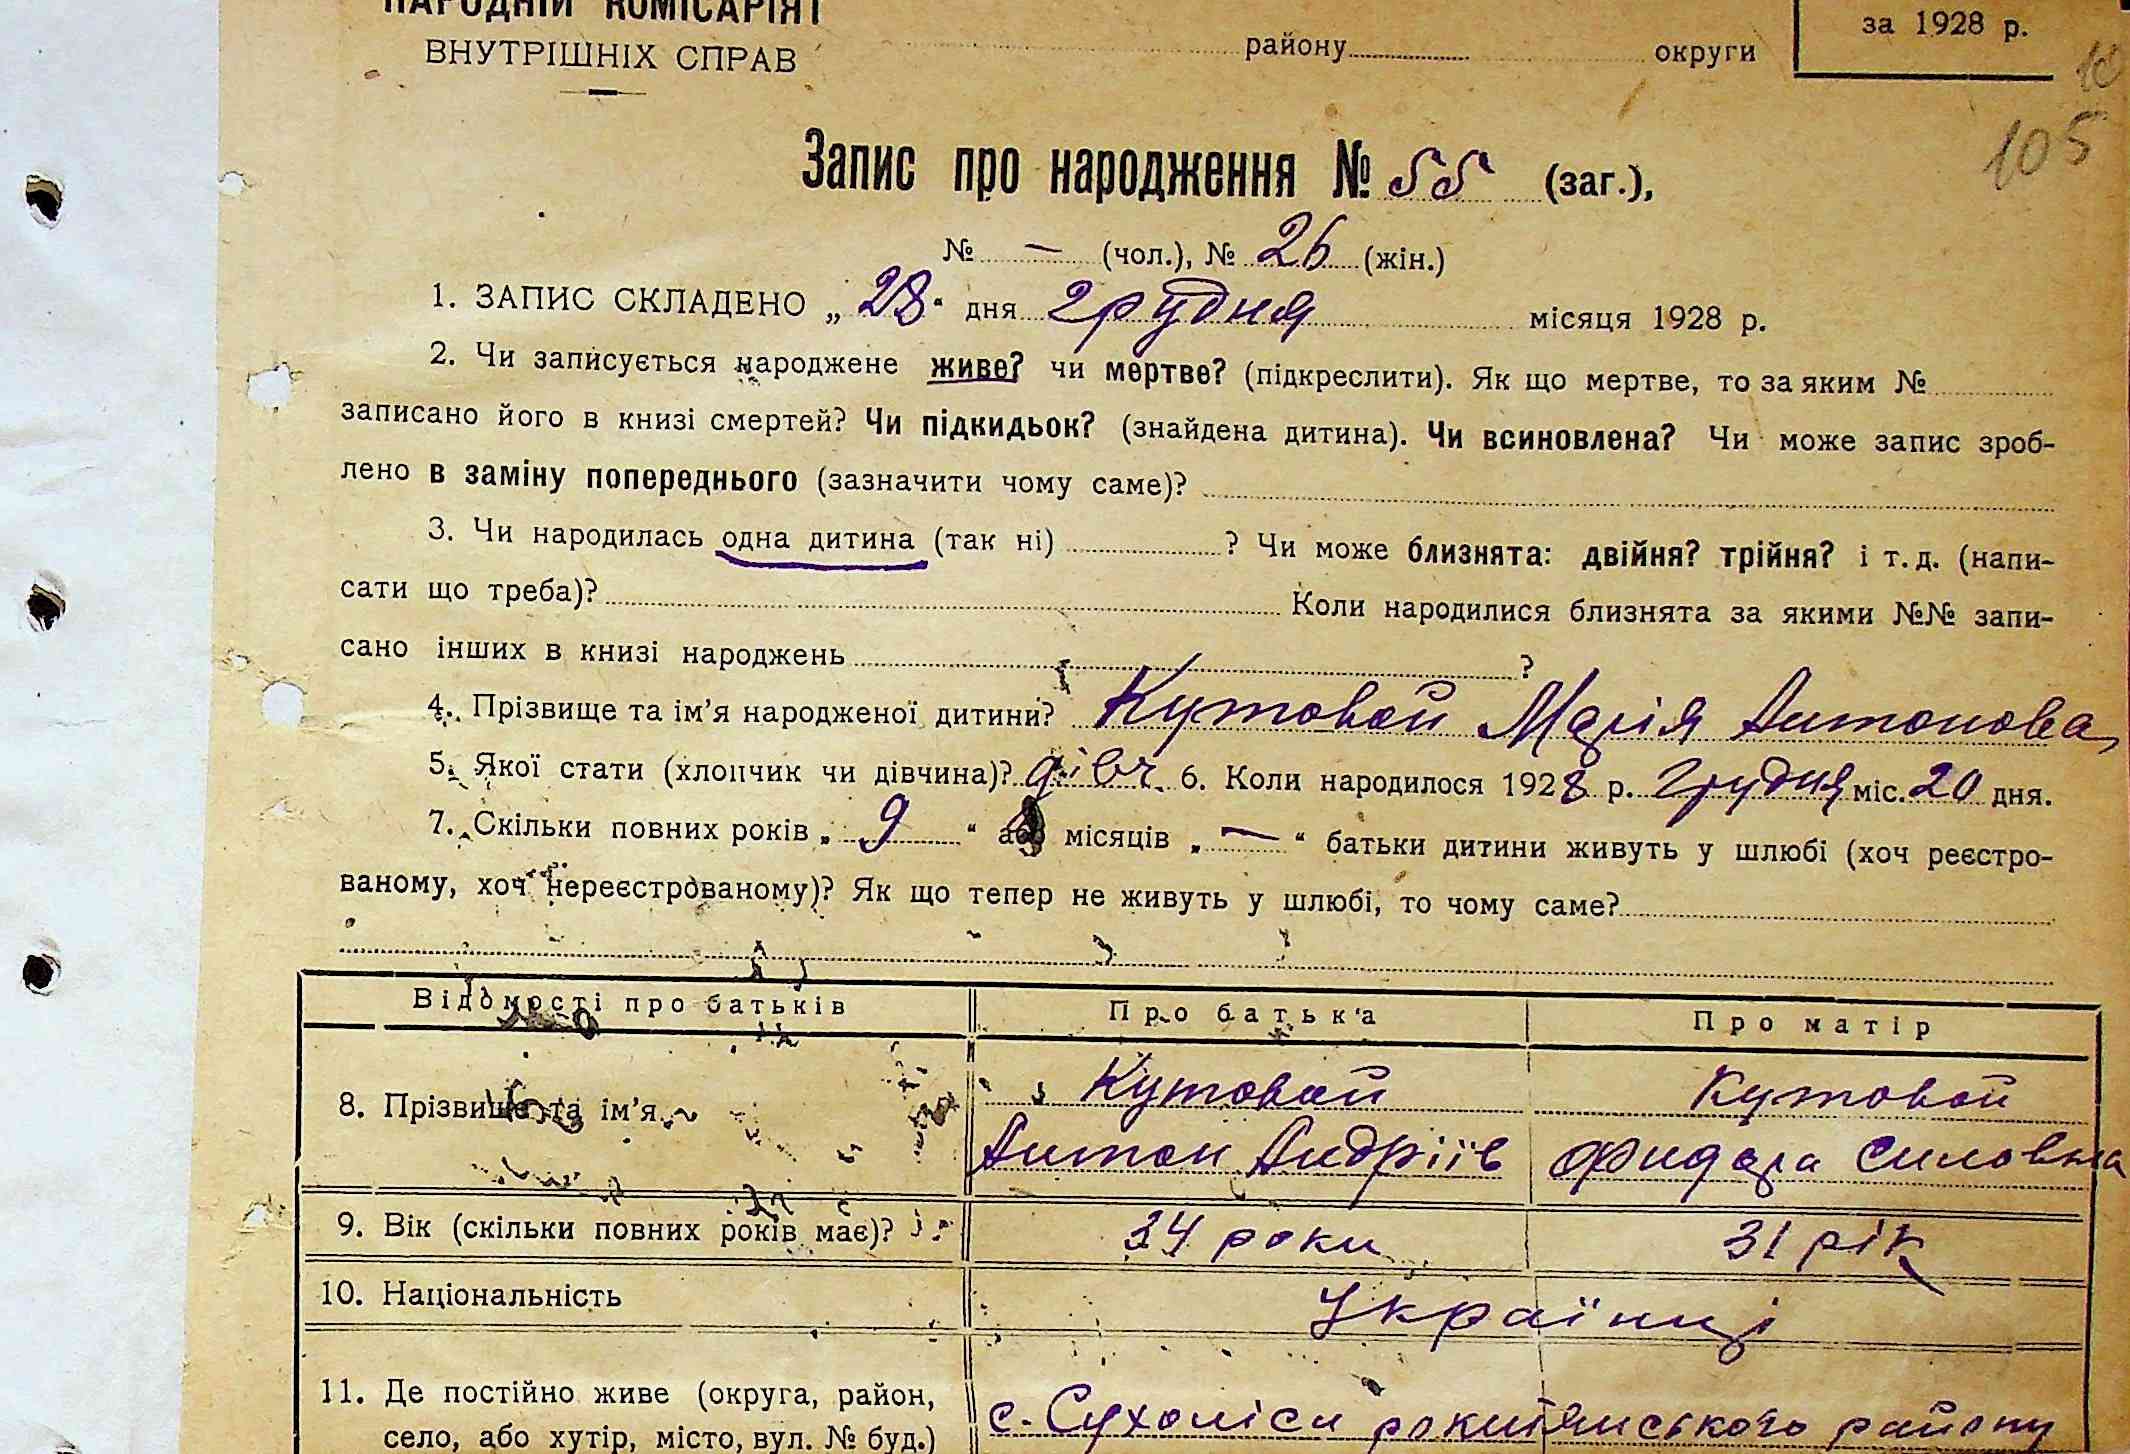 НАРОДНІЙ КОМІСАРІЯТ
ВНУТРІШНІХ СПРАВ
району округи
за 1928 р.
10
105
Запис про народження № 55 (заг.),
№ — (чол.), № 26 (жін.)
1. ЗАПИС СКЛАДЕНО „28“ дня грудня місяця 1928 р.
2. Чи записується народжене живе? чи мертве? (підкреслити). Як що мертве, то за яким №
записано його в книзі смертей? Чи підкидьок? (знайдена дитина). Чи всиновлена? Чи може запис зроб-
лено в заміну попереднього (зазначити чому саме)?
3. Чи народилась одна дитина (так ні) ? Чи може близнята: двійня? трійня? і т. д. (напи-
сати що треба)? Коли народилися близнята за якими №№ запи-
сано інших в книзі народжень ?
4. Прізвище та ім’я народженої дитини? Кутовой Марія Антонова
5. Якої стати (хлопчик чи дівчина)? дівч. 6. Коли народилося 1928 р. грудня міс. 20 дня.
7. Скільки повних років „ 9 “ або місяців „ — “ батьки дитини живуть у шлюбі (хоч реєстро-
ваному, хоч нереєстрованому)? Як що тепер не живуть у шлюбі, то чому саме?
Відомості про батьків Про батька Про матір
8. Прізвище та ім’я Кутовой Кутовой
Антон Андріїв Фидора Силовьна
9. Вік (скільки повних років має)? 34 роки 31 рік
10. Національність Українці
11. Де постійно живе (округа, район, с. Сухоліси рокитянського району
село, або хутір, місто, вул. № буд.)